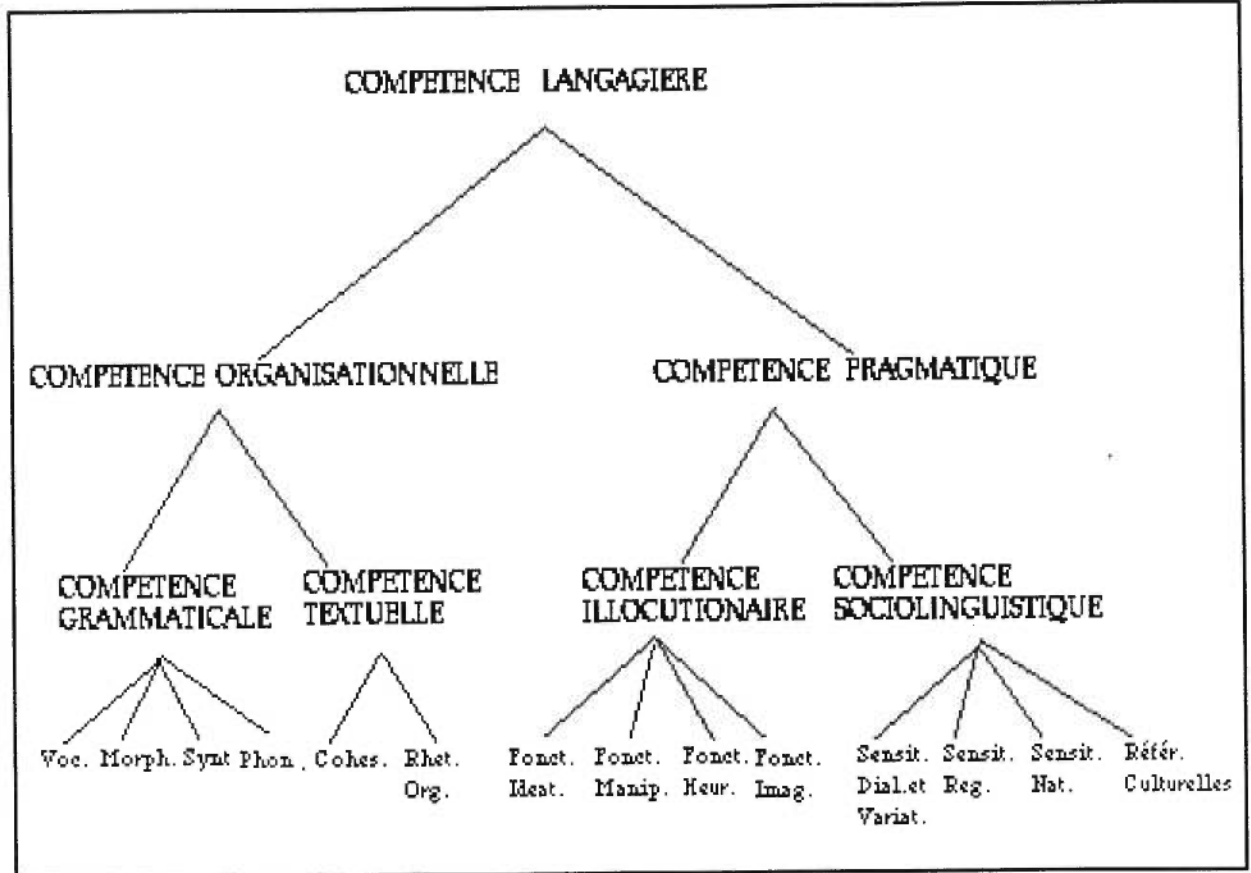 COMPETENCE LANGAGIERE
COMPETENCE ORGANISATIONNELLE
COMPETENCE PRAGMATIQUE
COMPETENCE
GRAMMATICALE
COMPETENCE
TEXTUELLE
COMPETENCE
ILLOCUTIONAIRE
COMPETENCE
SOCIOLINGUISTIQUE
Voc. Morph. Synt Phon. Cohes.
Rhet.
Org.
Fonct.
Ideat.
Fonct.
Manip.
Fonct.
Heur.
Fonct.
Imag.
Sensit.
Dial.et
Variat.
Sensit.
Reg.
Sensit.
Nat.
Référ.
Culturelles